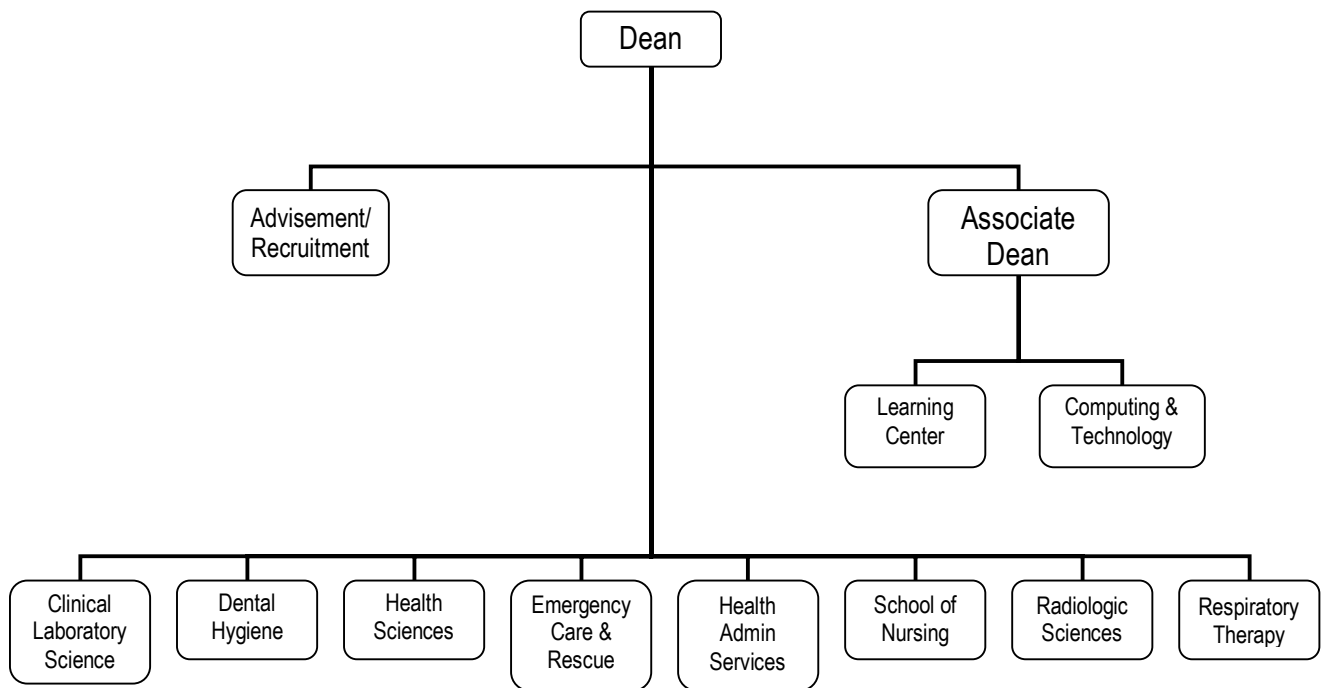 Dean
Advisement/
Recruitment
Associate
Dean
Learning
Center
Computing &
Technology
Clinical
Laboratory
Science
Dental
Hygiene
Health
Sciences
Emergency
Care &
Rescue
Health
Admin
Services
School of
Nursing
Radiologic
Sciences
Respiratory
Therapy